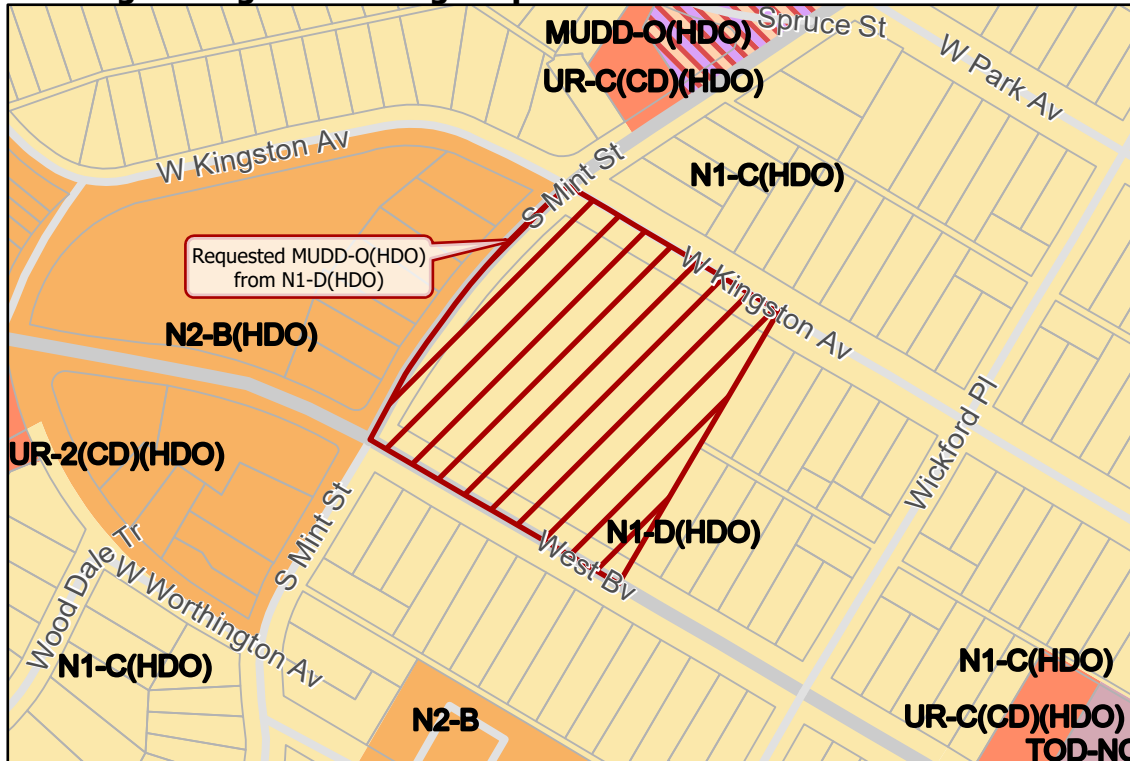 Spruce St
MUDD-O(HDO)
W Park Av
UR-C(CD)(HDO)
W Kingston Av
N1-C(HDO)
S Mint St
Requested MUDD-O(HDO)
from N1-D(HDO)
W Kingston Av
N2-B(HDO)
Wickford Pl
UR-2(CD)(HDO)
N1-D(HDO)
West Bv
S Mint St
Wood Dale Tr
W Worthington Av
N1-C(HDO)
N1-C(HDO)
N2-B
UR-C(CD)(HDO)